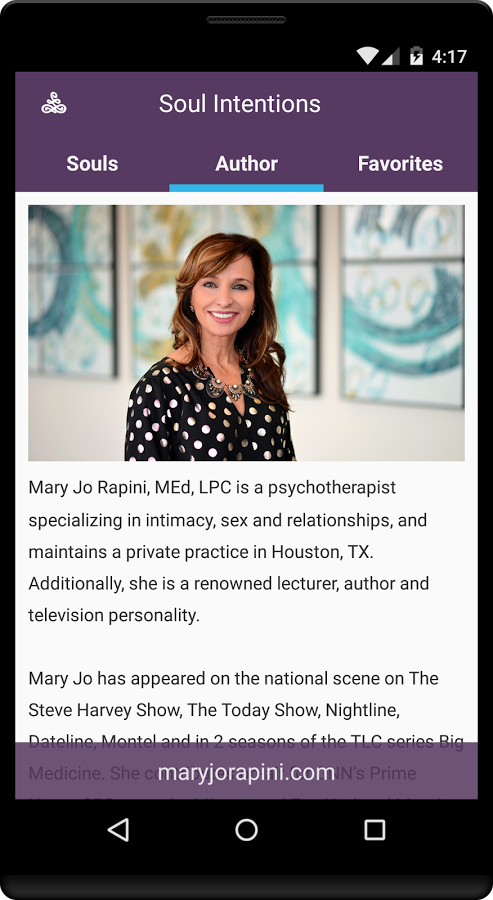 4:17
Soul Intentions
Souls Author Favorites
Mary Jo Rapini, MEd, LPC is a psychotherapist
specializing in intimacy, sex and relationships, and
maintains a private practice in Houston, TX.
Additionally, she is a renowned lecturer, author and
television personality.
Mary Jo has appeared on the national scene on The
Steve Harvey Show, The Today Show, Nightline,
Dateline, Montel and in 2 seasons of the TLC series Big
Medicine. She
maryjorapini.com
Prime